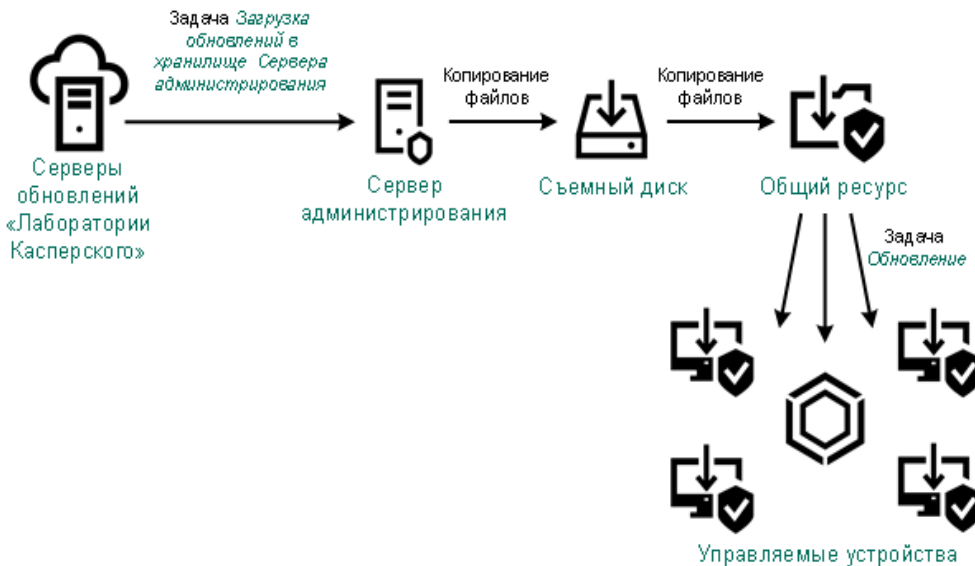 Задача Загрузка
обновлений в
хранилище Сервера
администрирования
Копирование
файлов
Копирование
файлов
Серверы
обновлений
«Лаборатории
Касперского»
Сервер
администрирования
Съемный диск
Общий ресурс
Задача
Обновление
Управляемые устройства